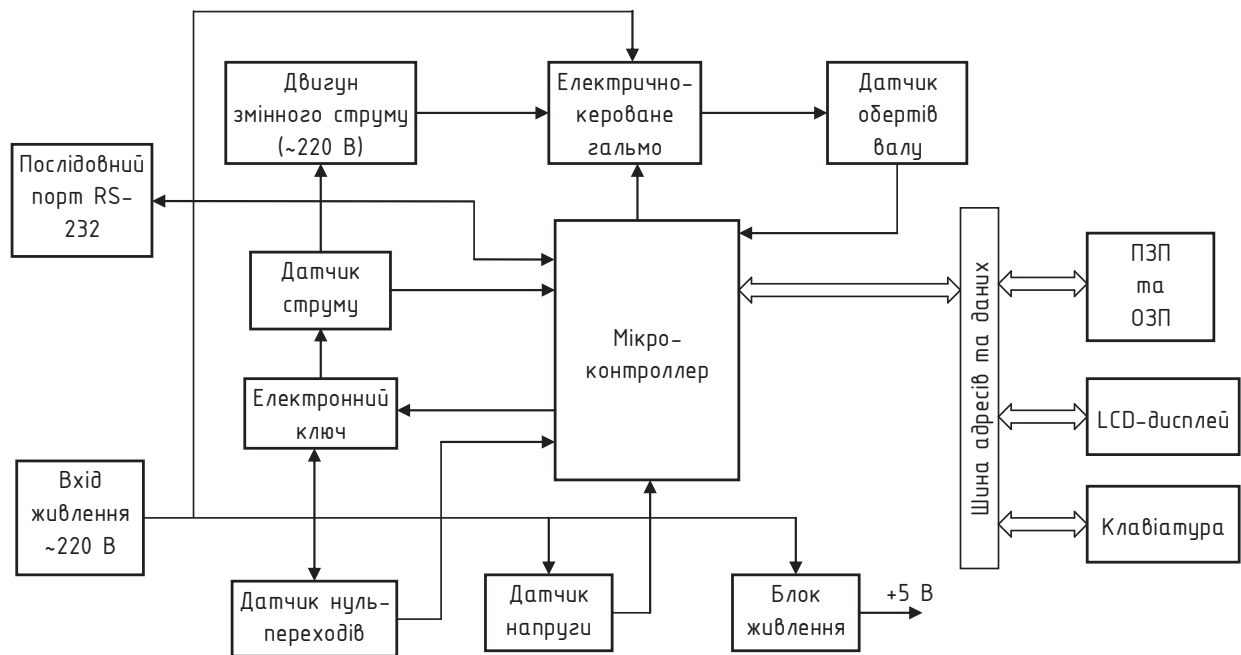 Двигун
змінного струму
(~220 В)
Електрично-
кероване
гальмо
Датчик
обертів
валу
Послідовний
порт RS-
232
Датчик
струму
Мікро-
контроллер
Шина адресів та даних
ПЗП
та
ОЗП
Електронний
ключ
LCD-дисплей
Вхід
живлення
~220 В
Клавіатура
Датчик нуль-
переходів
Датчик
напруги
Блок
живлення
+5 В